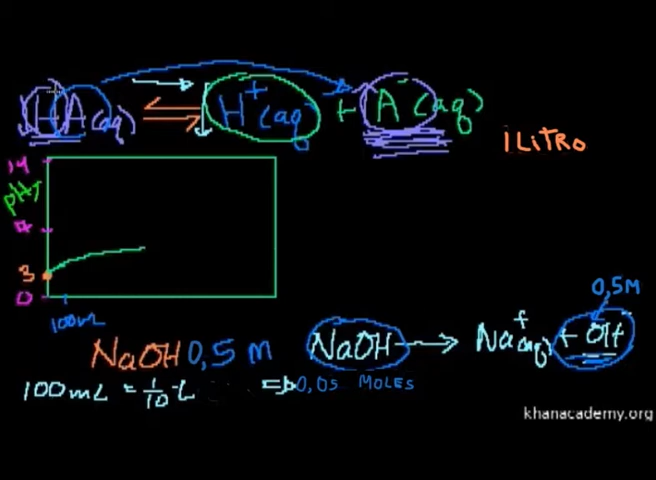 HA(aq) ⇌ H⁺(aq) + A⁻(aq)
1 LiTRO
14
pH
7
3
0
100mL
0,5M
NaOH 0,5 M
NaOH → Na⁺(aq) + OH
100mL = 1/10 L ⇒ 0,05 MOLES
khanacademy.org